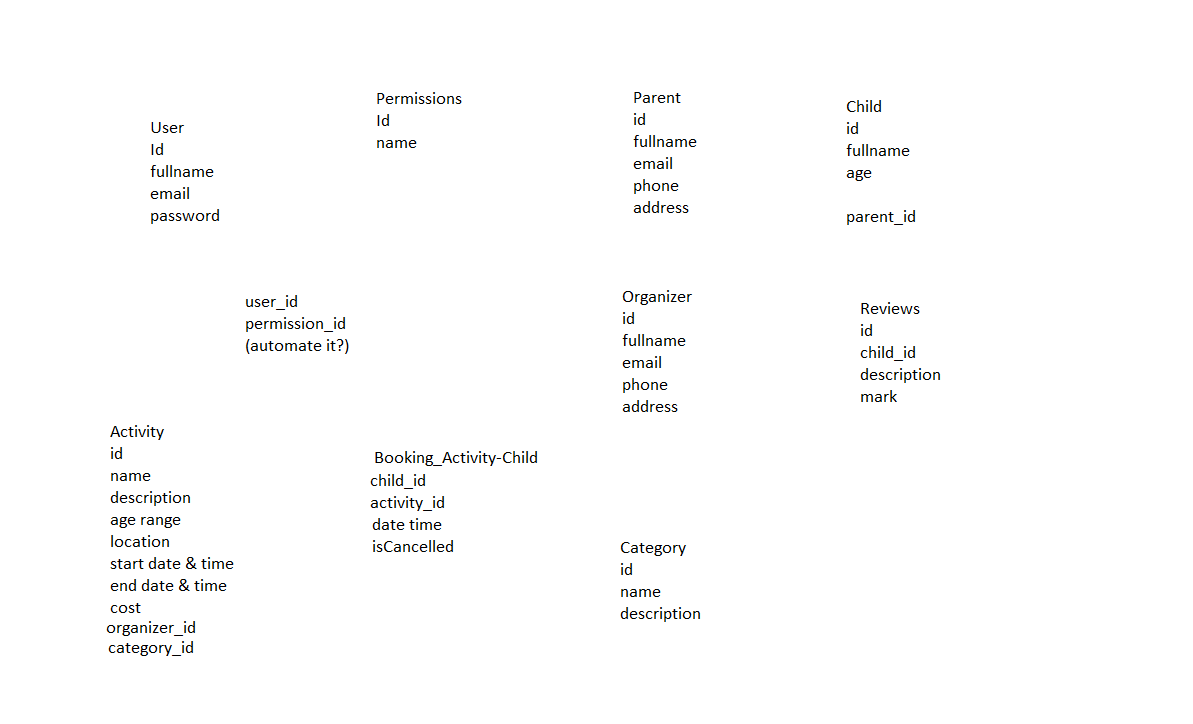 User
Id
fullname
email
password
Permissions
Id
name
Parent
id
fullname
email
phone
address
Child
id
fullname
age
parent_id
user_id
permission_id
(automate it?)
Organizer
id
fullname
email
phone
address
Reviews
id
child_id
description
mark
Activity
id
name
description
age range
location
start date & time
end date & time
cost
organizer_id
category_id
Booking_Activity-Child
child_id
activity_id
date time
isCancelled
Category
id
name
description